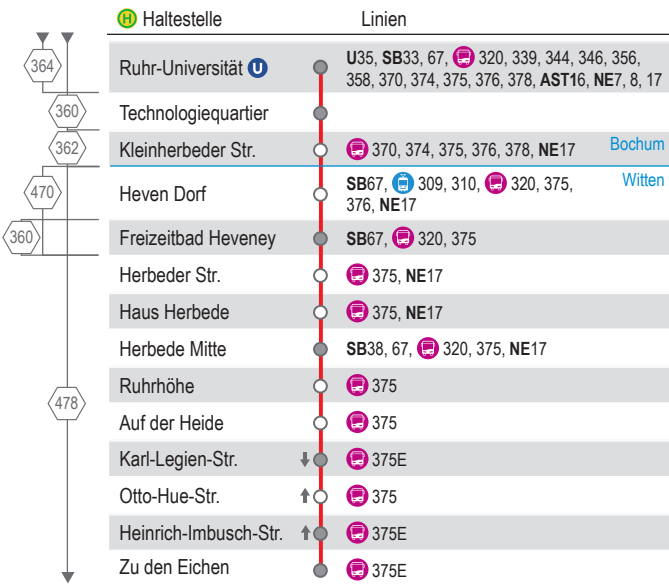 H Haltestelle Linien
364
Ruhr-Universität U U35, SB33, 67, 320, 339, 344, 346, 356,
358, 370, 374, 375, 376, 378, AST16, NE7, 8, 17
360 Technologiequartier
362 Kleinherbeder Str. 370, 374, 375, 376, 378, NE17 Bochum
470 Heven Dorf SB67, 309, 310, 320, 375, Witten
376, NE17
360 Freizeitbad Heveney SB67, 320, 375
Herbeder Str. 375, NE17
Haus Herbede 375, NE17
Herbede Mitte SB38, 67, 320, 375, NE17
Ruhrhöhe 375
478
Auf der Heide 375
Karl-Legien-Str. 375E
Otto-Hue-Str. 375
Heinrich-Imbusch-Str. 375E
Zu den Eichen 375E